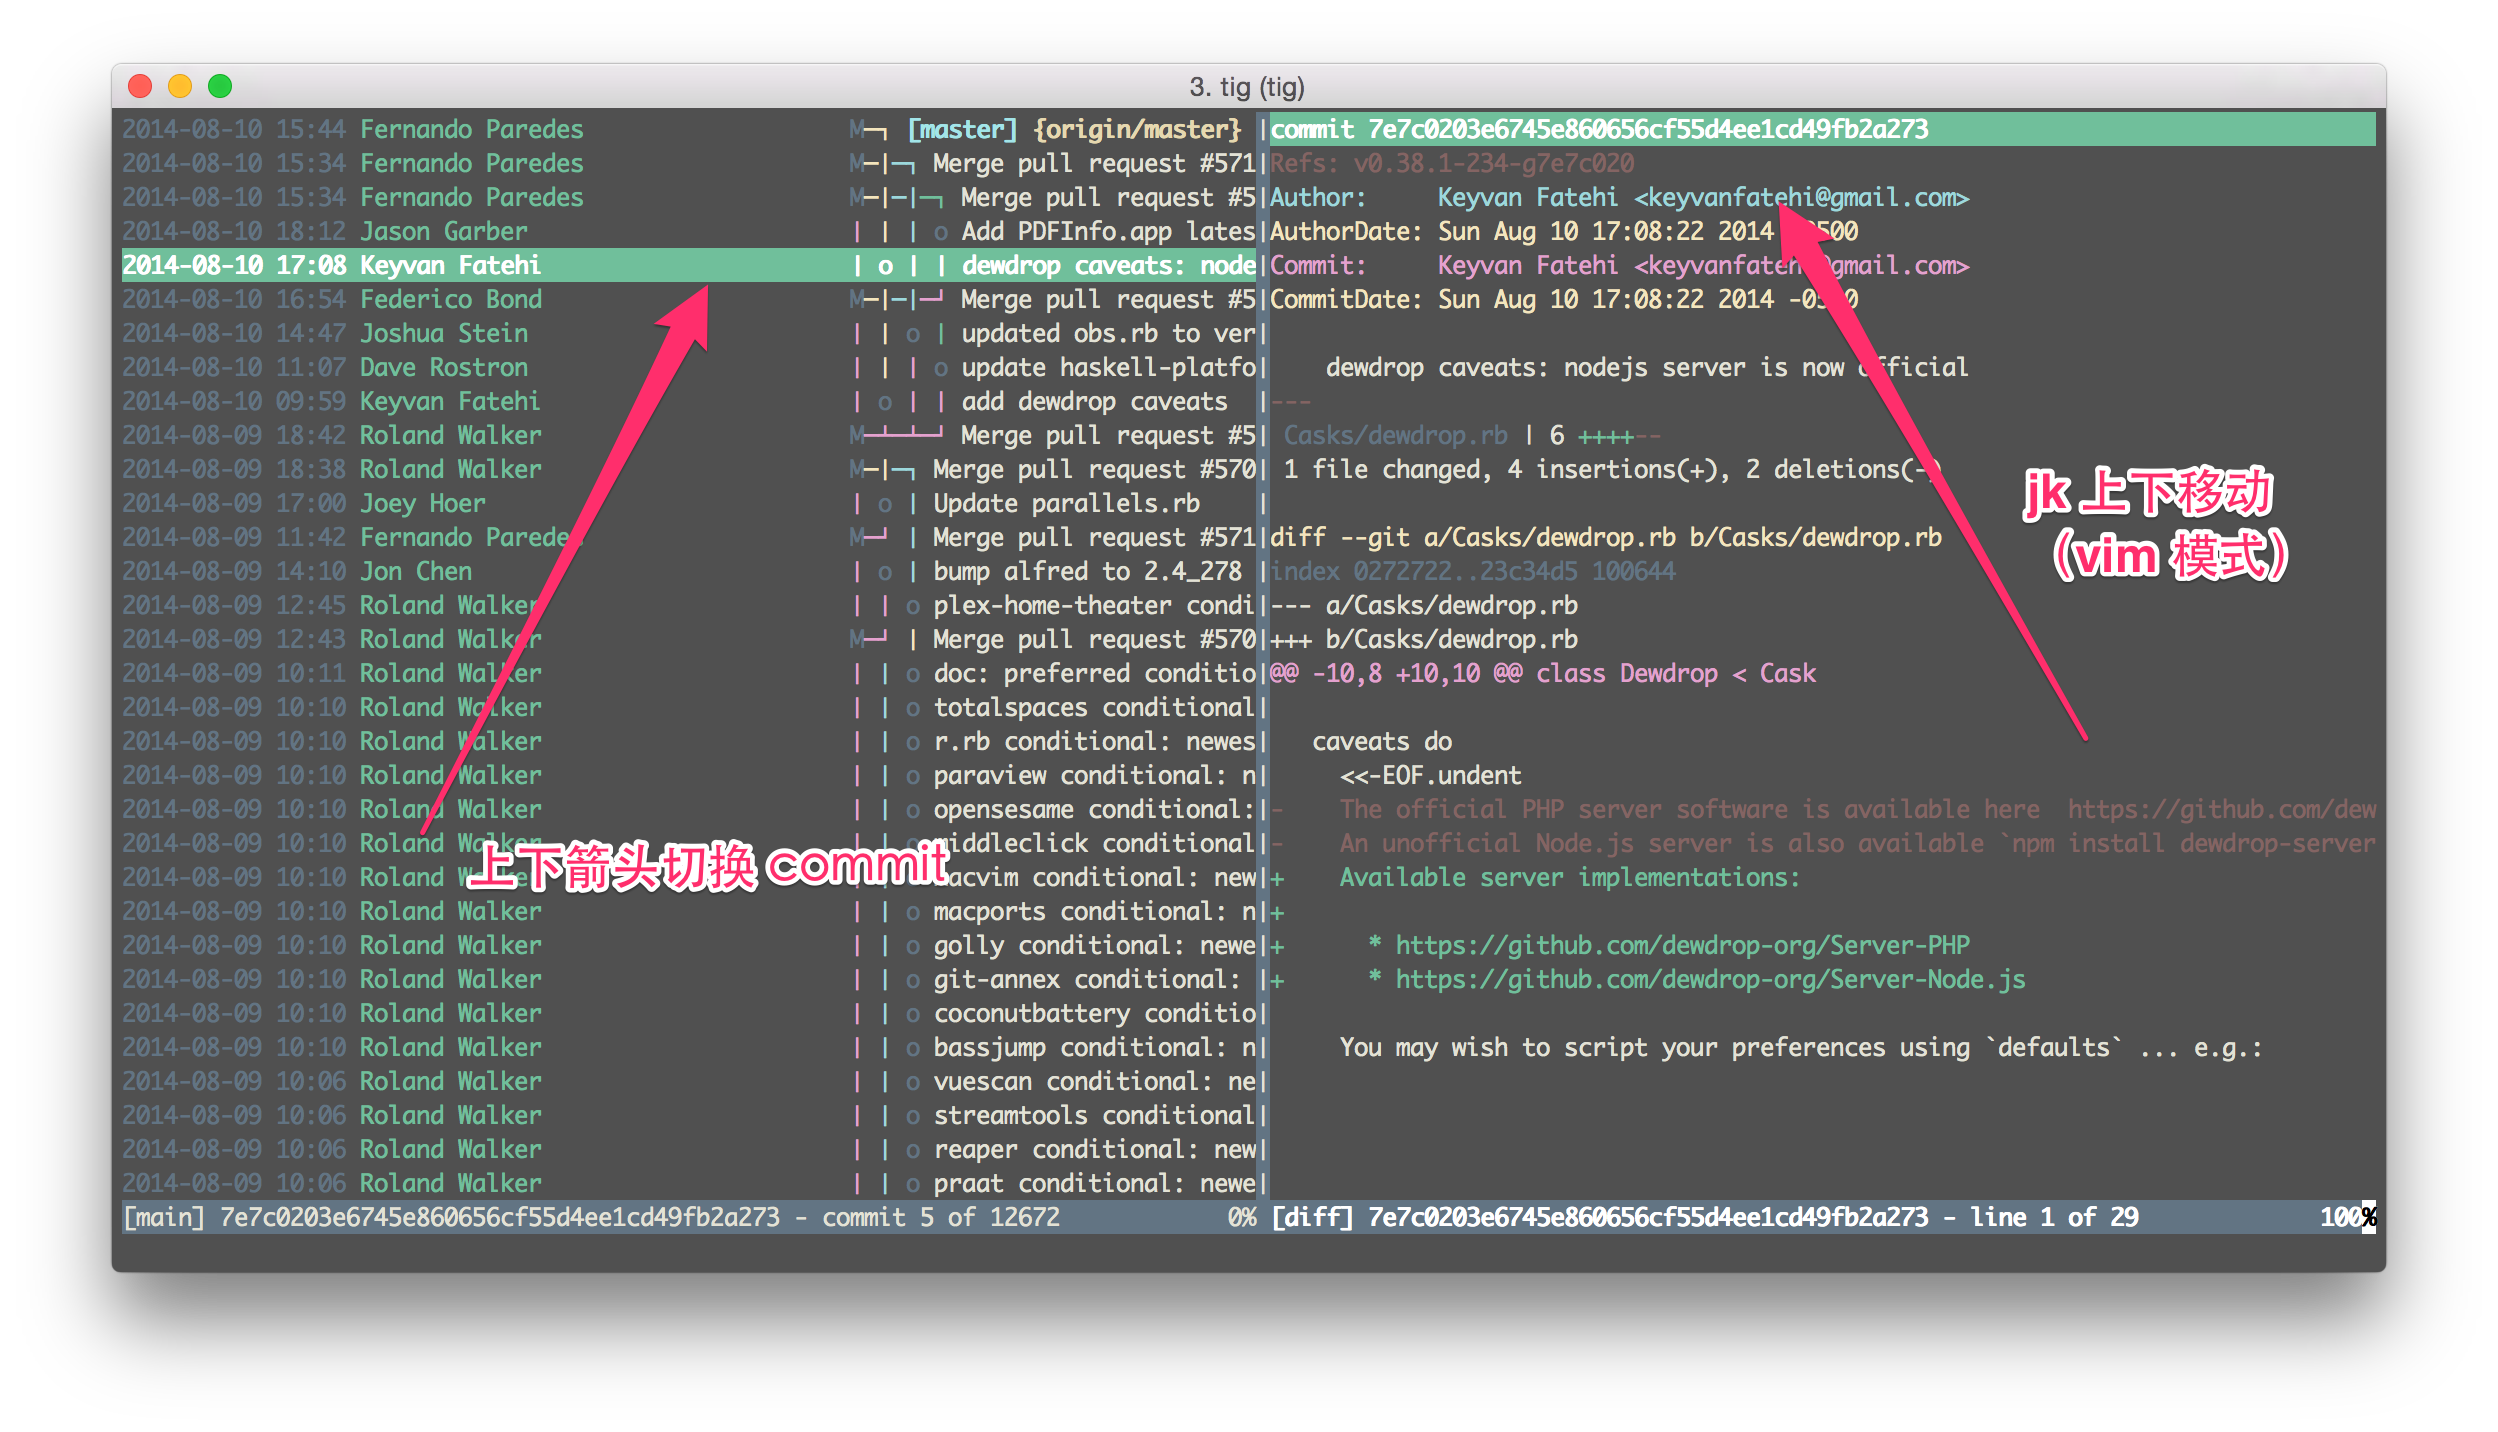 3. tig (tig)
2014-08-10 15:44 Fernando Paredes M─┐ [master] {origin/master}
2014-08-10 15:34 Fernando Paredes M─|─┐ Merge pull request #571
2014-08-10 15:34 Fernando Paredes M─|─|─┐ Merge pull request #5
2014-08-10 18:12 Jason Garber | | | o Add PDFInfo.app lates
2014-08-10 17:08 Keyvan Fatehi | o | | dewdrop caveats: node
2014-08-10 16:54 Federico Bond M─|─|─┘ Merge pull request #5
2014-08-10 14:47 Joshua Stein | | o | updated obs.rb to ver
2014-08-10 11:07 Dave Rostron | | | o update haskell-platfo
2014-08-10 09:59 Keyvan Fatehi | o | | add dewdrop caveats
2014-08-09 18:42 Roland Walker M─┴─┴─┘ Merge pull request #5
2014-08-09 18:38 Roland Walker M─|─┐ Merge pull request #570
2014-08-09 17:00 Joey Hoer | o | Update parallels.rb
2014-08-09 11:42 Fernando Paredes M─┘ | Merge pull request #571
2014-08-09 14:10 Jon Chen | o | bump alfred to 2.4_278
2014-08-09 12:45 Roland Walker | | o plex-home-theater condi
2014-08-09 12:43 Roland Walker M─┘ | Merge pull request #570
2014-08-09 10:11 Roland Walker | | o doc: preferred conditio
2014-08-09 10:10 Roland Walker | | o totalspaces conditional
2014-08-09 10:10 Roland Walker | | o r.rb conditional: newes
2014-08-09 10:10 Roland Walker | | o paraview conditional: n
2014-08-09 10:10 Roland Walker | | o opensesame conditional:
2014-08-09 10:10 Roland Walker | | o middleclick conditional
2014-08-09 10:10 Roland Walker | | o macvim conditional: new
2014-08-09 10:10 Roland Walker | | o macports conditional: n
2014-08-09 10:10 Roland Walker | | o golly conditional: newe
2014-08-09 10:10 Roland Walker | | o git-annex conditional:
2014-08-09 10:10 Roland Walker | | o coconutbattery conditio
2014-08-09 10:10 Roland Walker | | o bassjump conditional: n
2014-08-09 10:06 Roland Walker | | o vuescan conditional: ne
2014-08-09 10:06 Roland Walker | | o streamtools conditional
2014-08-09 10:06 Roland Walker | | o reaper conditional: new
2014-08-09 10:06 Roland Walker | | o praat conditional: newe
[main] 7e7c0203e6745e860656cf55d4ee1cd49fb2a273 - commit 5 of 12672 0%
上下箭头切换 commit
commit 7e7c0203e6745e860656cf55d4ee1cd49fb2a273
Refs: v0.38.1-234-g7e7c020
Author: Keyvan Fatehi <keyvanfatehi@gmail.com>
AuthorDate: Sun Aug 10 17:08:22 2014 -0500
Commit: Keyvan Fatehi <keyvanfatehi@gmail.com>
CommitDate: Sun Aug 10 17:08:22 2014 -0500
dewdrop caveats: nodejs server is now official
---
Casks/dewdrop.rb | 6 ++++--
1 file changed, 4 insertions(+), 2 deletions(-)
diff --git a/Casks/dewdrop.rb b/Casks/dewdrop.rb
index 0272722..23c34d5 100644
--- a/Casks/dewdrop.rb
+++ b/Casks/dewdrop.rb
@@ -10,8 +10,10 @@ class Dewdrop < Cask
caveats do
<<-EOF.undent
- The official PHP server software is available here https://github.com/dew
- An unofficial Node.js server is also available `npm install dewdrop-server
+ Available server implementations:
+
+ * https://github.com/dewdrop-org/Server-PHP
+ * https://github.com/dewdrop-org/Server-Node.js
You may wish to script your preferences using `defaults` ... e.g.:
[diff] 7e7c0203e6745e860656cf55d4ee1cd49fb2a273 - line 1 of 29 100%
jk 上下移动
（vim 模式）